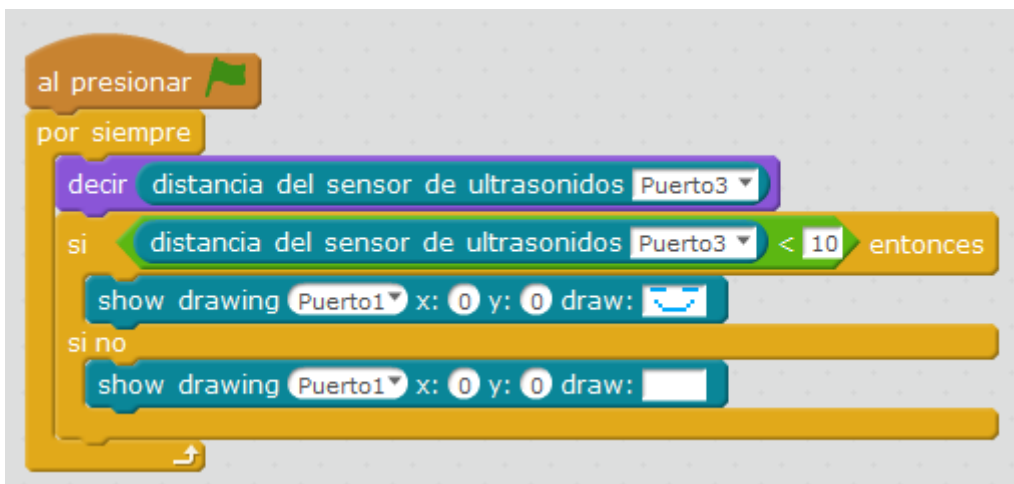 al presionar
por siempre
decir distancia del sensor de ultrasonidos Puerto3
si distancia del sensor de ultrasonidos Puerto3 < 10 entonces
show drawing Puerto1 x: 0 y: 0 draw:
si no
show drawing Puerto1 x: 0 y: 0 draw: